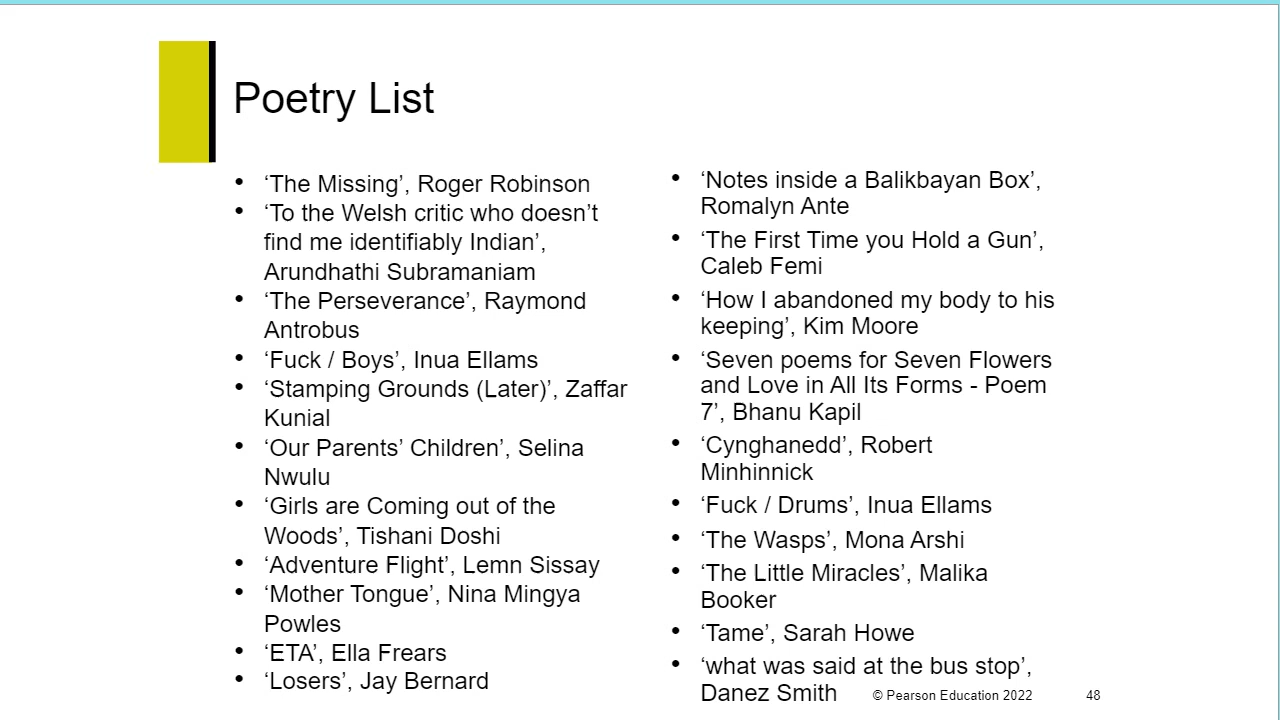 Poetry List
• ‘The Missing’, Roger Robinson
• ‘To the Welsh critic who doesn’t
find me identifiably Indian’,
Arundhathi Subramaniam
• ‘The Perseverance’, Raymond
Antrobus
• ‘Fuck / Boys’, Inua Ellams
• ‘Stamping Grounds (Later)’, Zaffar
Kunial
• ‘Our Parents’ Children’, Selina
Nwulu
• ‘Girls are Coming out of the
Woods’, Tishani Doshi
• ‘Adventure Flight’, Lemn Sissay
• ‘Mother Tongue’, Nina Mingya
Powles
• ‘ETA’, Ella Frears
• ‘Losers’, Jay Bernard
• ‘Notes inside a Balikbayan Box’,
Romalyn Ante
• ‘The First Time you Hold a Gun’,
Caleb Femi
• ‘How I abandoned my body to his
keeping’, Kim Moore
• ‘Seven poems for Seven Flowers
and Love in All Its Forms - Poem
7’, Bhanu Kapil
• ‘Cynghanedd’, Robert
Minhinnick
• ‘Fuck / Drums’, Inua Ellams
• ‘The Wasps’, Mona Arshi
• ‘The Little Miracles’, Malika
Booker
• ‘Tame’, Sarah Howe
• ‘what was said at the bus stop’,
Danez Smith
© Pearson Education 2022
48